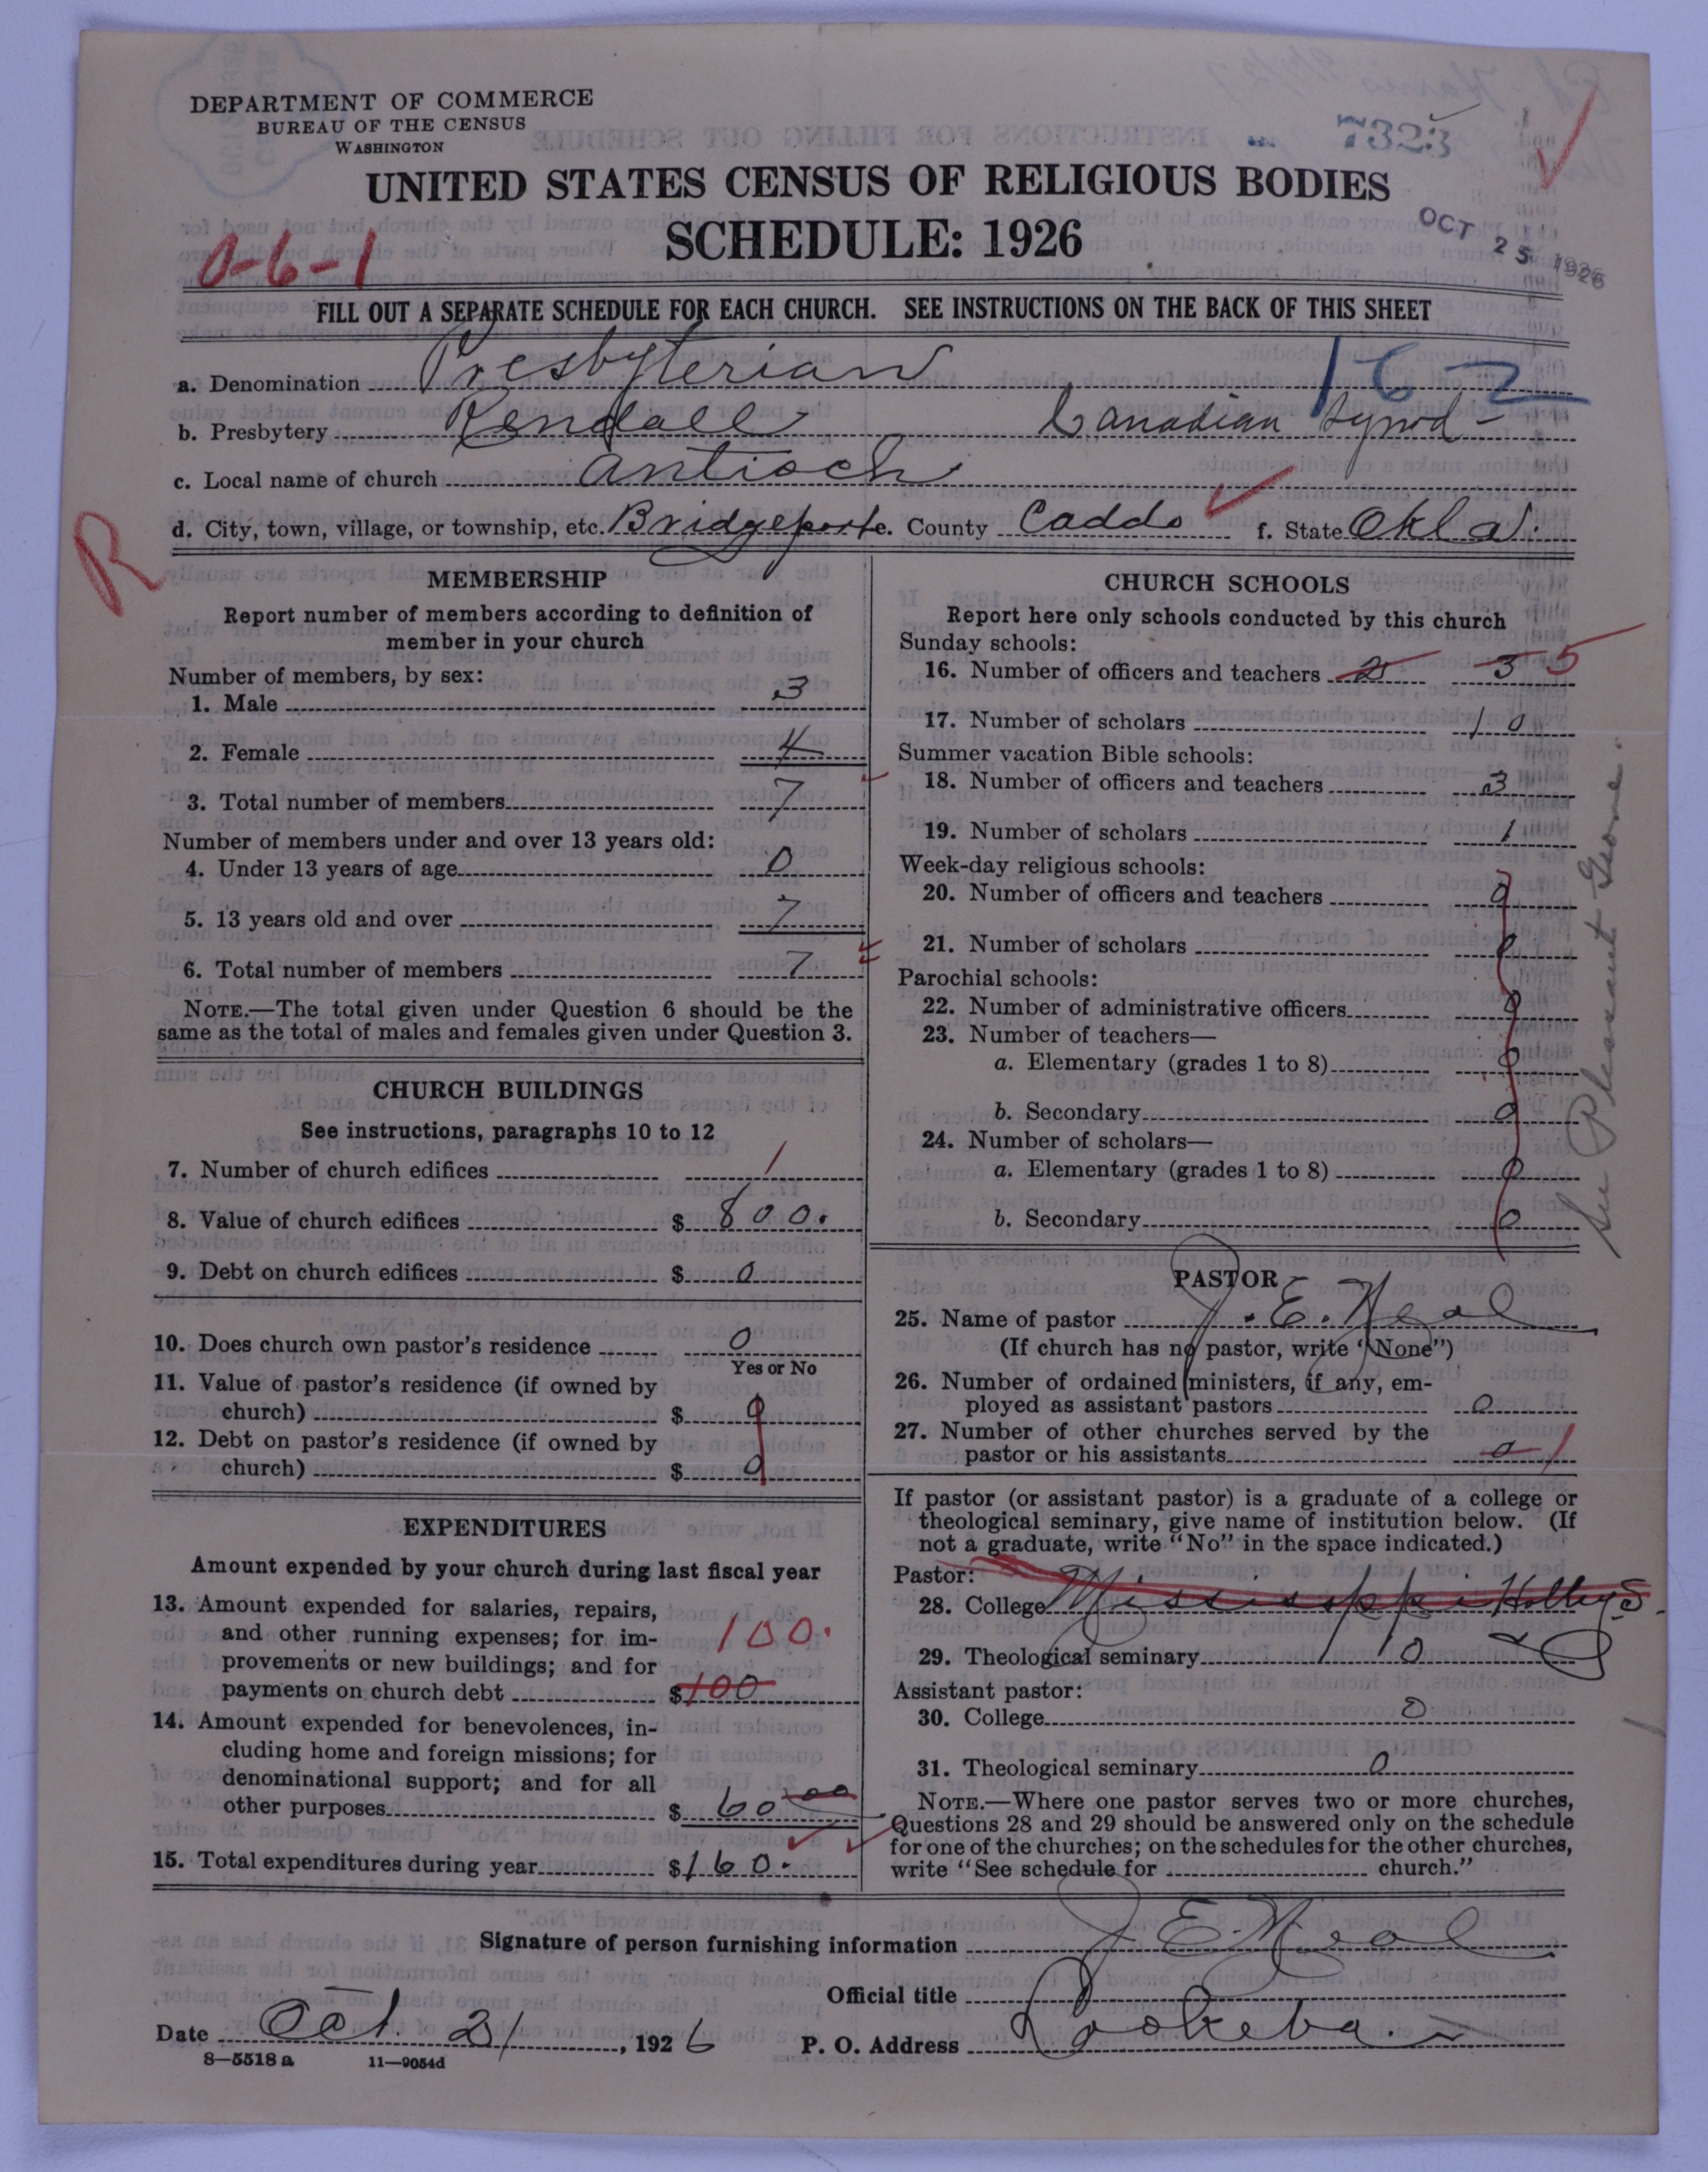 DEPARTMENT OF COMMERCE
BUREAU OF THE CENSUS
WASHINGTON
7323
UNITED STATES CENSUS OF RELIGIOUS BODIES
SCHEDULE: 1926
OCT 25 1926
0-6-1
FILL OUT A SEPARATE SCHEDULE FOR EACH CHURCH. SEE INSTRUCTIONS ON THE BACK OF THIS SHEET
a. Denomination Presbyterian 162
b. Presbytery Rendall Canadian Synod-
c. Local name of church Antioch
d. City, town, village, or township, etc. Bridgeport e. County Caddo f. State Okla.
R
MEMBERSHIP
Report number of members according to definition of
member in your church
Number of members, by sex:
1. Male 3
2. Female 4
3. Total number of members 7
Number of members under and over 13 years old:
4. Under 13 years of age 0
5. 13 years old and over 7
6. Total number of members 7
NOTE.—The total given under Question 6 should be the
same as the total of males and females given under Question 3.
CHURCH BUILDINGS
See instructions, paragraphs 10 to 12
7. Number of church edifices 1
8. Value of church edifices $ 800.
9. Debt on church edifices $ 0
10. Does church own pastor's residence 0
Yes or No
11. Value of pastor's residence (if owned by
church) $ 0
12. Debt on pastor's residence (if owned by
church) $ 0
EXPENDITURES
Amount expended by your church during last fiscal year
13. Amount expended for salaries, repairs,
and other running expenses; for im-
provements or new buildings; and for
payments on church debt $100 100.
14. Amount expended for benevolences, in-
cluding home and foreign missions; for
denominational support; and for all
other purposes $ 60 00
15. Total expenditures during year $160.
CHURCH SCHOOLS
Report here only schools conducted by this church
Sunday schools:
16. Number of officers and teachers 2 3 5
17. Number of scholars 10
Summer vacation Bible schools:
18. Number of officers and teachers 3
19. Number of scholars 1
Week-day religious schools:
20. Number of officers and teachers 0
21. Number of scholars 0
Parochial schools:
22. Number of administrative officers 0
23. Number of teachers—
a. Elementary (grades 1 to 8) 0
b. Secondary 0
24. Number of scholars—
a. Elementary (grades 1 to 8) 0
b. Secondary 0
See Pleasant Grove.
PASTOR
25. Name of pastor J. E. Neal
(If church has no pastor, write "None")
26. Number of ordained ministers, if any, em-
ployed as assistant pastors 0
27. Number of other churches served by the
pastor or his assistants 0 1
If pastor (or assistant pastor) is a graduate of a college or
theological seminary, give name of institution below. (If
not a graduate, write "No" in the space indicated.)
Pastor:
28. College Mississppi
29. Theological seminary
Assistant pastor:
30. College 0
31. Theological seminary 0
NOTE.—Where one pastor serves two or more churches,
Questions 28 and 29 should be answered only on the schedule
for one of the churches; on the schedules for the other churches,
write "See schedule for church."
Signature of person furnishing information J E Neal
Official title
Date Oct. 21, 1926 P. O. Address Lookeba.
8—5518 a 11—9054d